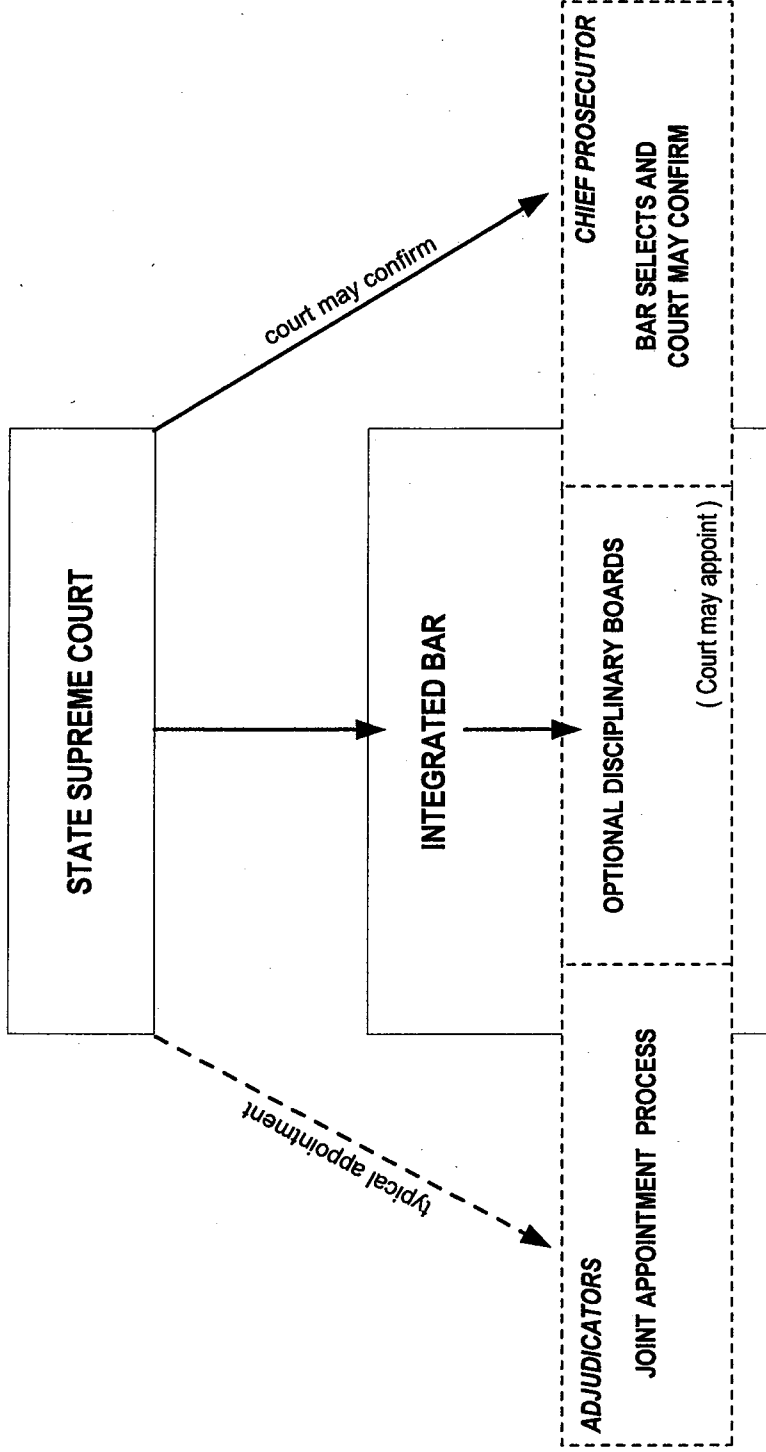 STATE SUPREME COURT
typical appointment
court may confirm
INTEGRATED BAR
ADJUDICATORS
JOINT APPOINTMENT PROCESS
OPTIONAL DISCIPLINARY BOARDS
( Court may appoint )
CHIEF PROSECUTOR
BAR SELECTS AND
COURT MAY CONFIRM